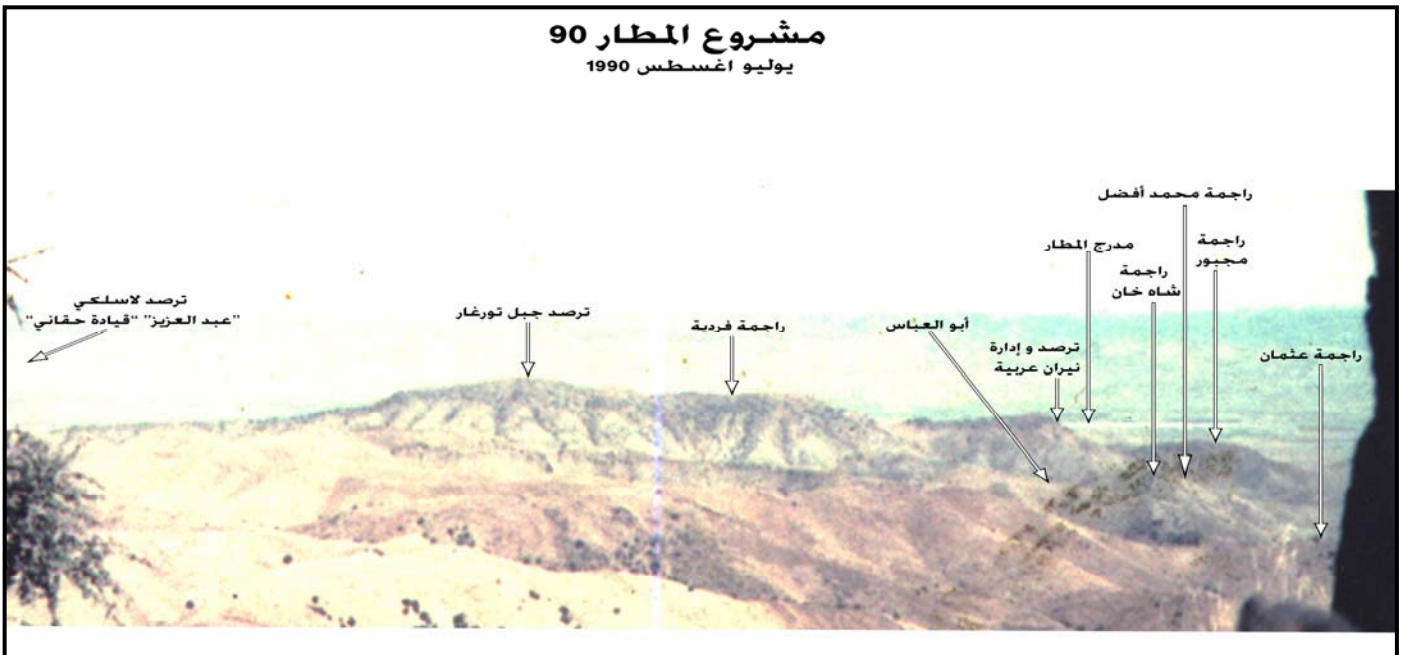 مشروع المطار 90
يوليو اغسطس 1990
راجمة محمد أفضل
راجمة
مجبور
مدرج المطار
راجمة
شاه خان
ترصد لاسلكي
"عبد العزيز" "قيادة حقاني"
ترصد جبل تورغار
راجمة فردية
أبو العباس
ترصد و إدارة
نيران عربية
راجمة عثمان